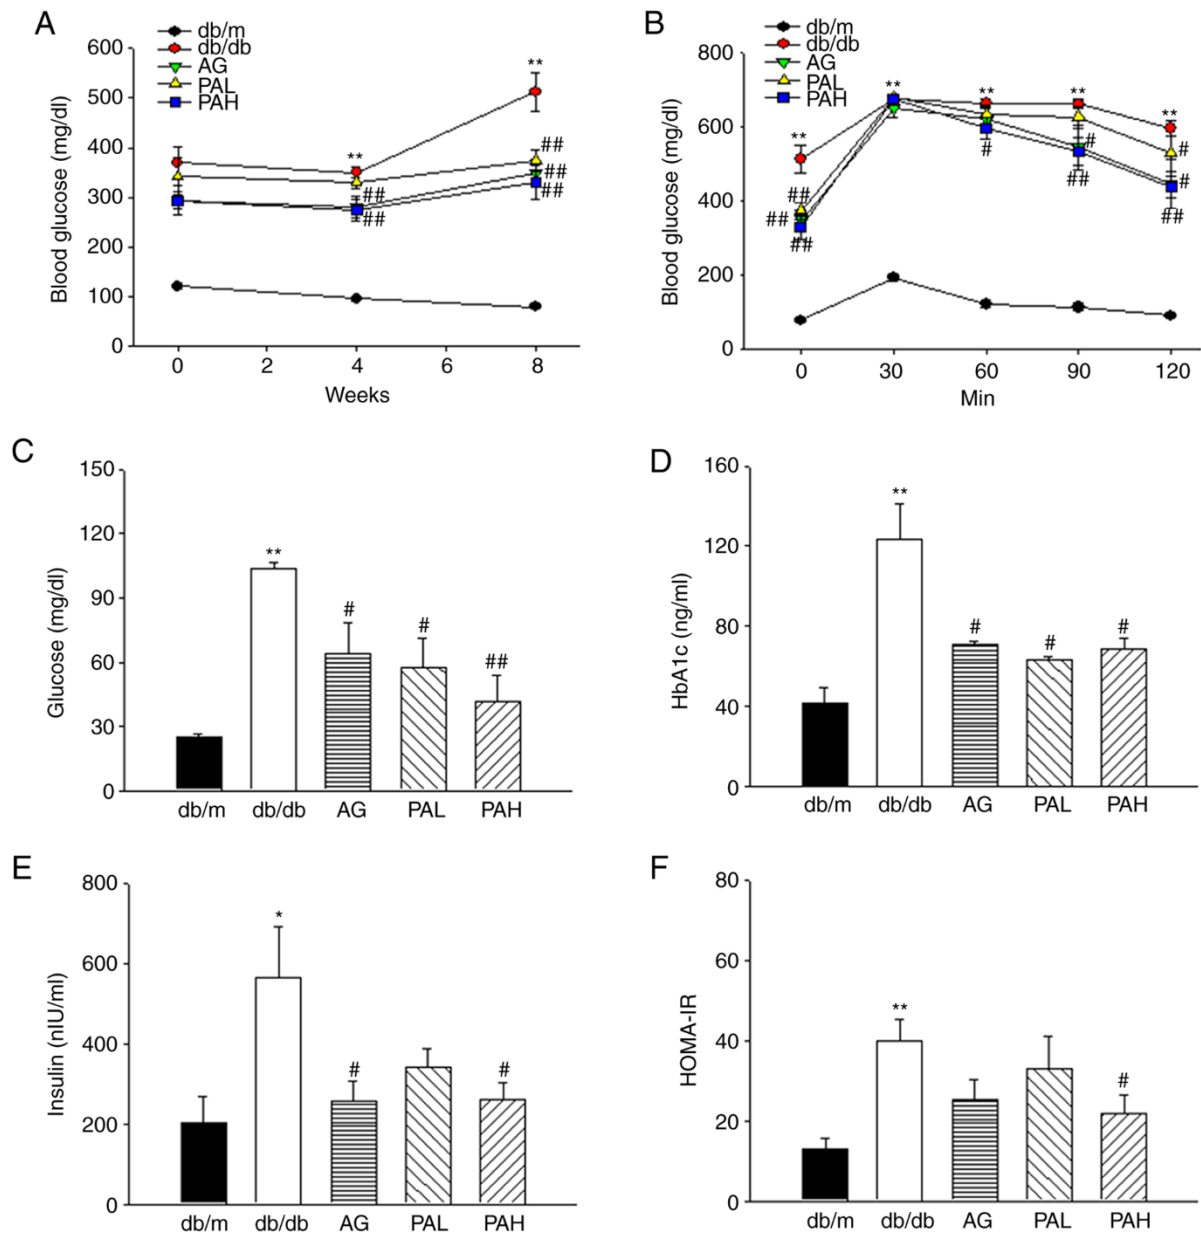 A
db/m
db/db
AG
PAL
PAH
Blood glucose (mg/dl)
600
500
400
300
200
100
0
**
**
##
##
##
##
##
0 2 4 6 8
Weeks
B
db/m
db/db
AG
PAL
PAH
Blood glucose (mg/dl)
800
600
400
200
0
**
**
**
**
**
##
##
##
#
#
##
#
#
##
0 30 60 90 120
Min
C
Glucose (mg/dl)
150
120
90
60
30
0
**
#
#
##
db/m db/db AG PAL PAH
D
HbA1c (ng/ml)
160
120
80
40
0
**
#
#
#
db/m db/db AG PAL PAH
E
Insulin (nIU/ml)
800
600
400
200
0
*
#
#
db/m db/db AG PAL PAH
F
HOMA-IR
80
60
40
20
0
**
#
db/m db/db AG PAL PAH